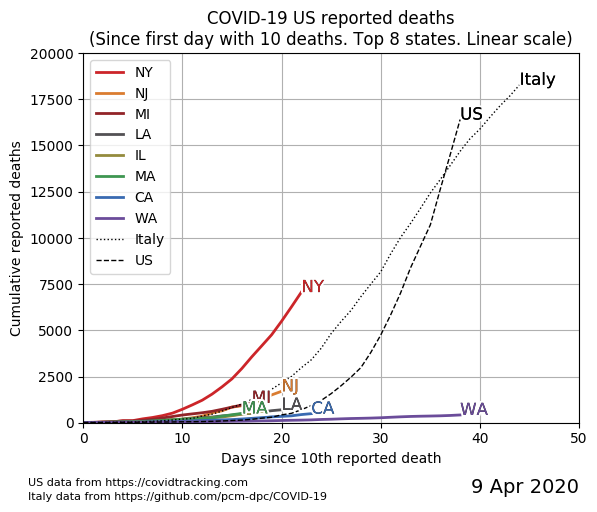 COVID-19 US reported deaths
(Since first day with 10 deaths. Top 8 states. Linear scale)
Cumulative reported deaths
20000
17500
15000
12500
10000
7500
5000
2500
0
NY
NJ
MI
LA
IL
MA
CA
WA
Italy
US
Italy
US
NY
NJ
MI
LA
MA
CA
WA
0 10 20 30 40 50
Days since 10th reported death
US data from https://covidtracking.com
Italy data from https://github.com/pcm-dpc/COVID-19
9 Apr 2020